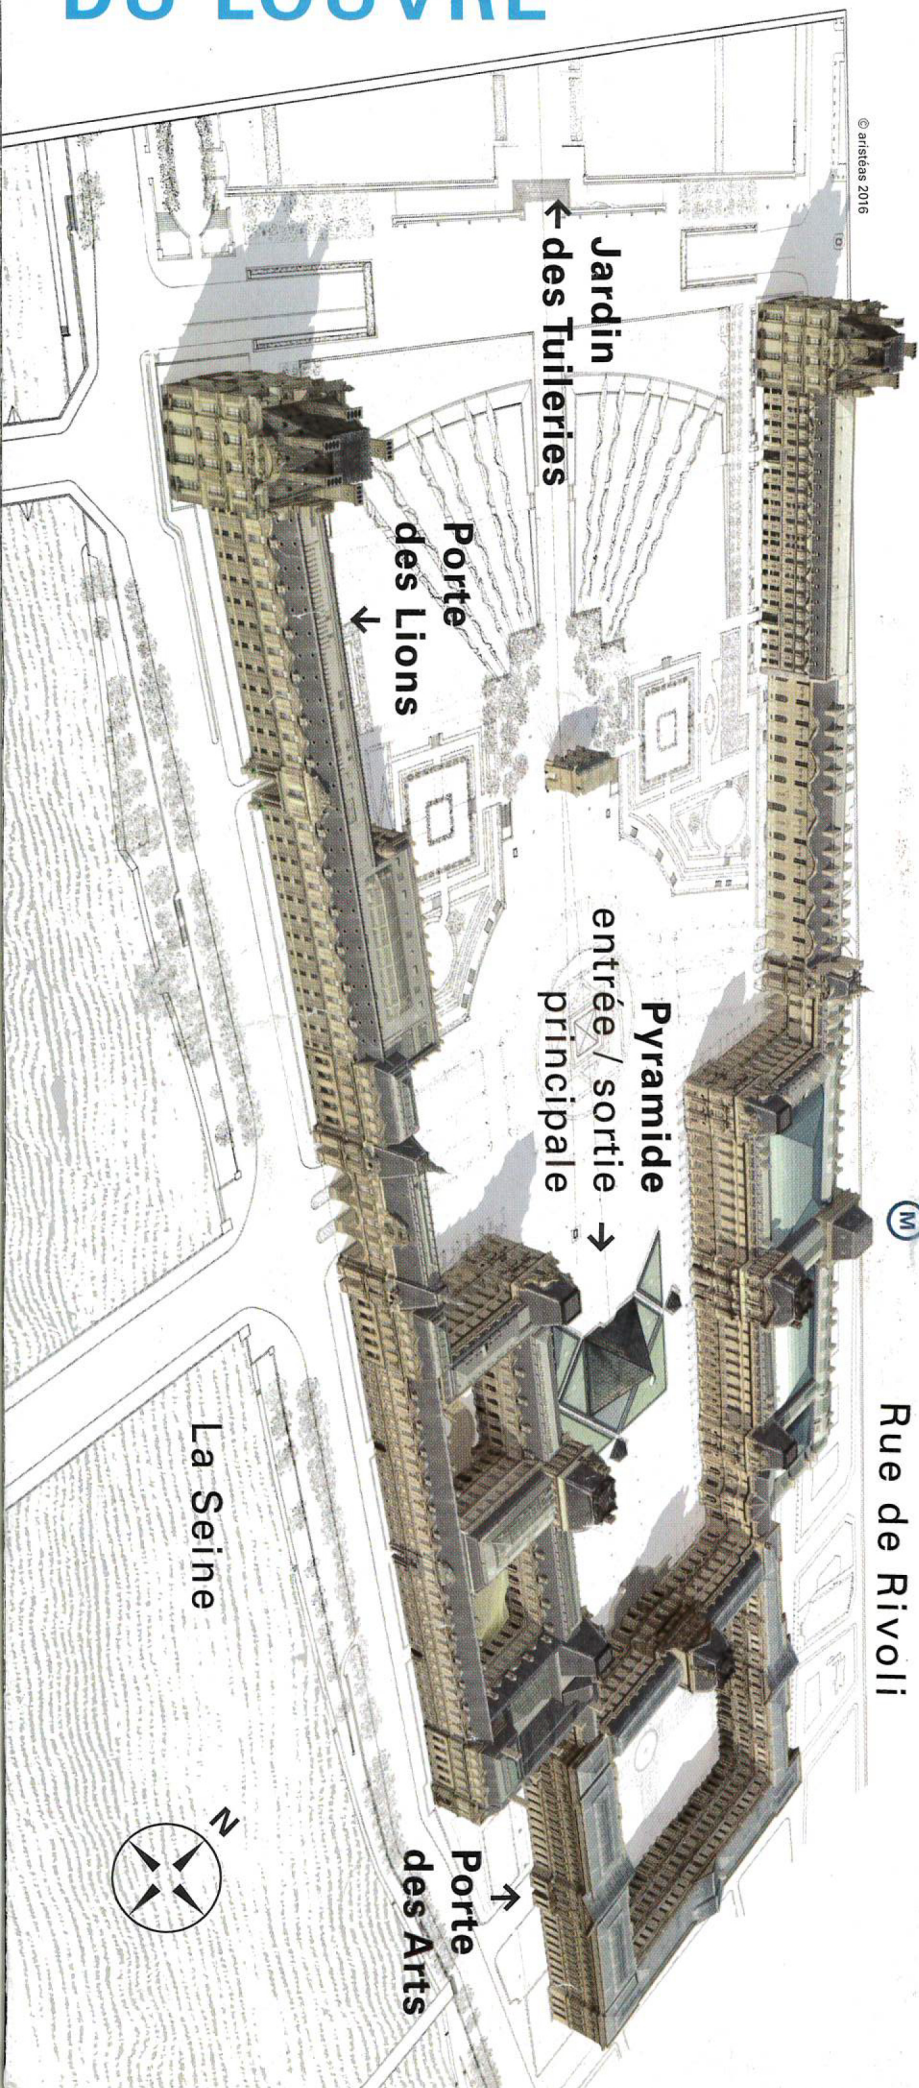 DU LOUVRE
© aristéas 2016
Jardin
des Tuileries
Porte
des Lions
Pyramide
entrée / sortie
principale
M
Rue de Rivoli
La Seine
Porte
des Arts
N